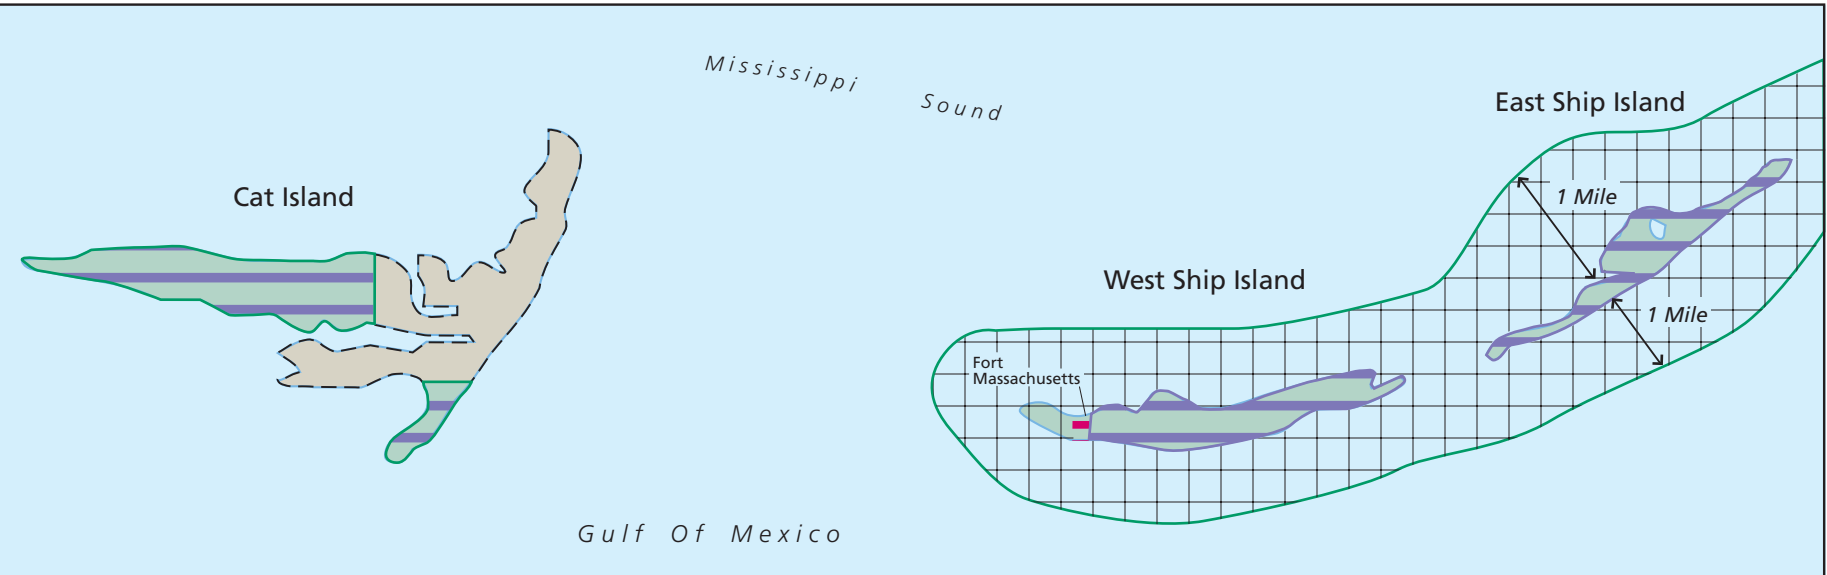 Mississippi
Sound
East Ship Island
1 Mile
Cat Island
West Ship Island
1 Mile
Fort
Massachusetts
Gulf Of Mexico